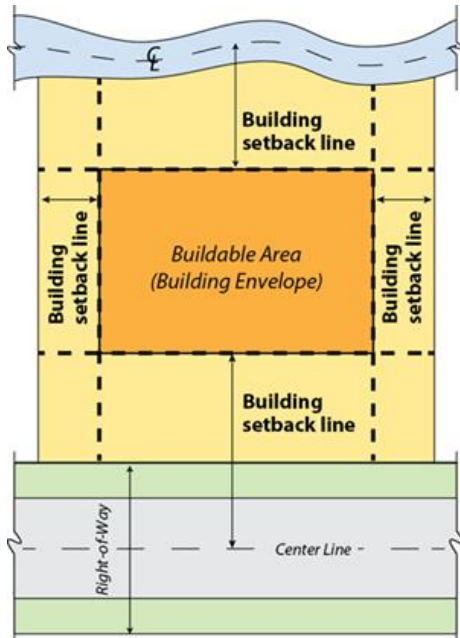 ℄
Building
setback line
Building
setback line
Buildable Area
(Building Envelope)
Building
setback line
Building
setback line
Right-of-Way
Center Line